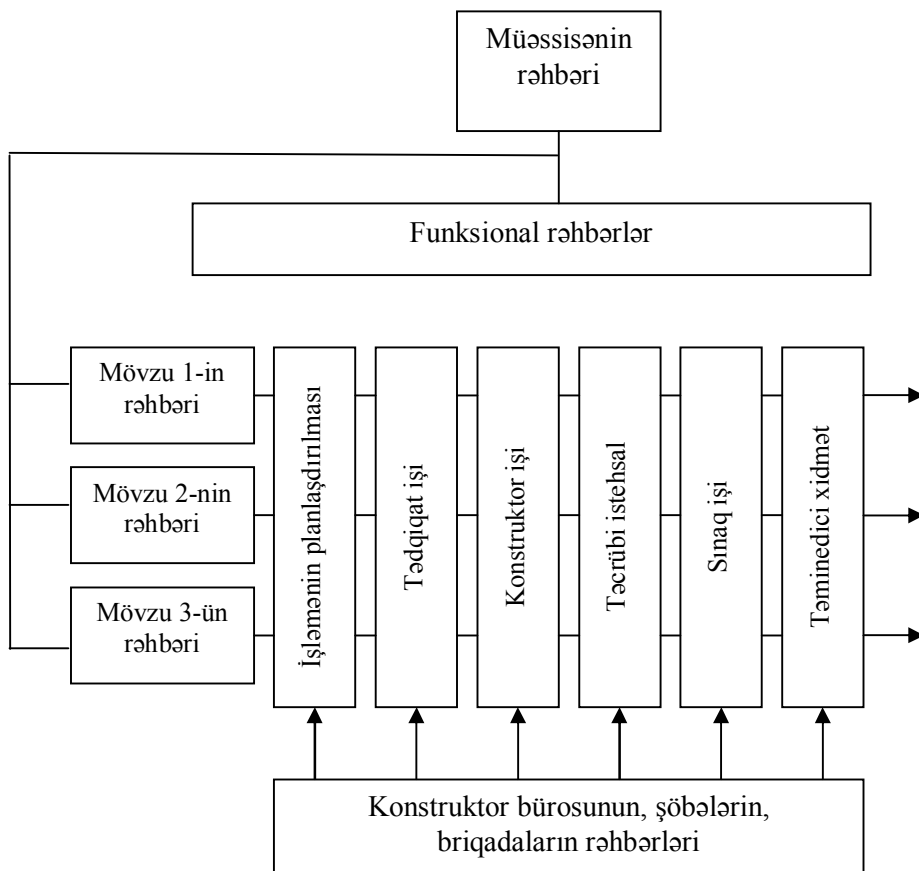 Müəssisənin
rəhbəri
Funksional rəhbərlər
Mövzu 1-in
rəhbəri
Mövzu 2-nin
rəhbəri
Mövzu 3-ün
rəhbəri
İşləmənin planlaşdırılması
Tədqiqat işi
Konstruktor işi
Təcrübi istehsal
Sınaq işi
Təminedici xidmət
Konstruktor bürosunun, şöbələrin,
briqadaların rəhbərləri